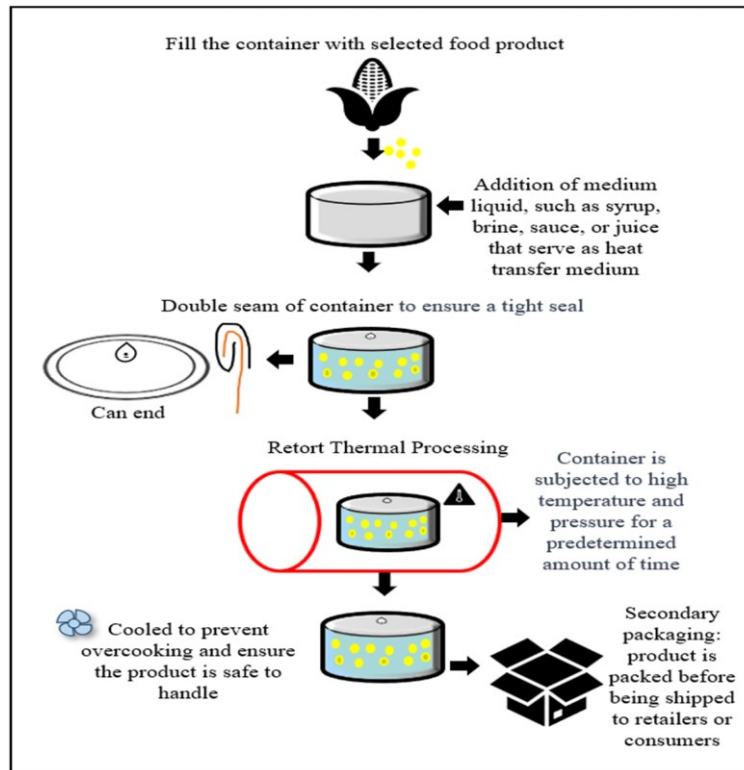 Fill the container with selected food product
Addition of medium
liquid, such as syrup,
brine, sauce, or juice
that serve as heat
transfer medium
Double seam of container to ensure a tight seal
Can end
Retort Thermal Processing
Container is
subjected to high
temperature and
pressure for a
predetermined
amount of time
Cooled to prevent
overcooking and ensure
the product is safe to
handle
Secondary
packaging:
product is
packed before
being shipped
to retailers or
consumers